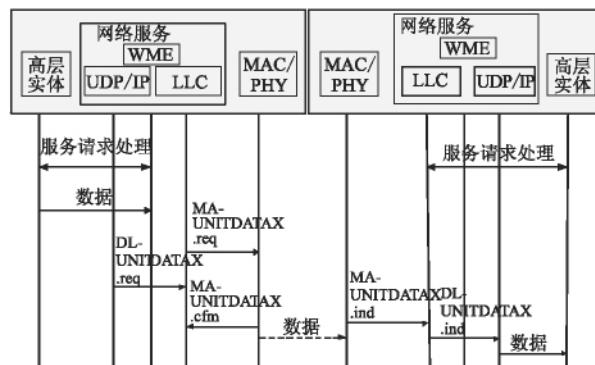 网络服务
WME
高层
实体
UDP/IP
LLC
MAC/
PHY
MAC/
PHY
网络服务
WME
LLC
UDP/IP
高层
实体
服务请求处理
服务请求处理
数据
MA-
UNITDATAX
.req
DL-
UNITDATAX
.req
MA-
UNITDATAX
.cfm
数据
MA-
UNITDATAX
.ind
DL-
UNITDATAX
.ind
数据